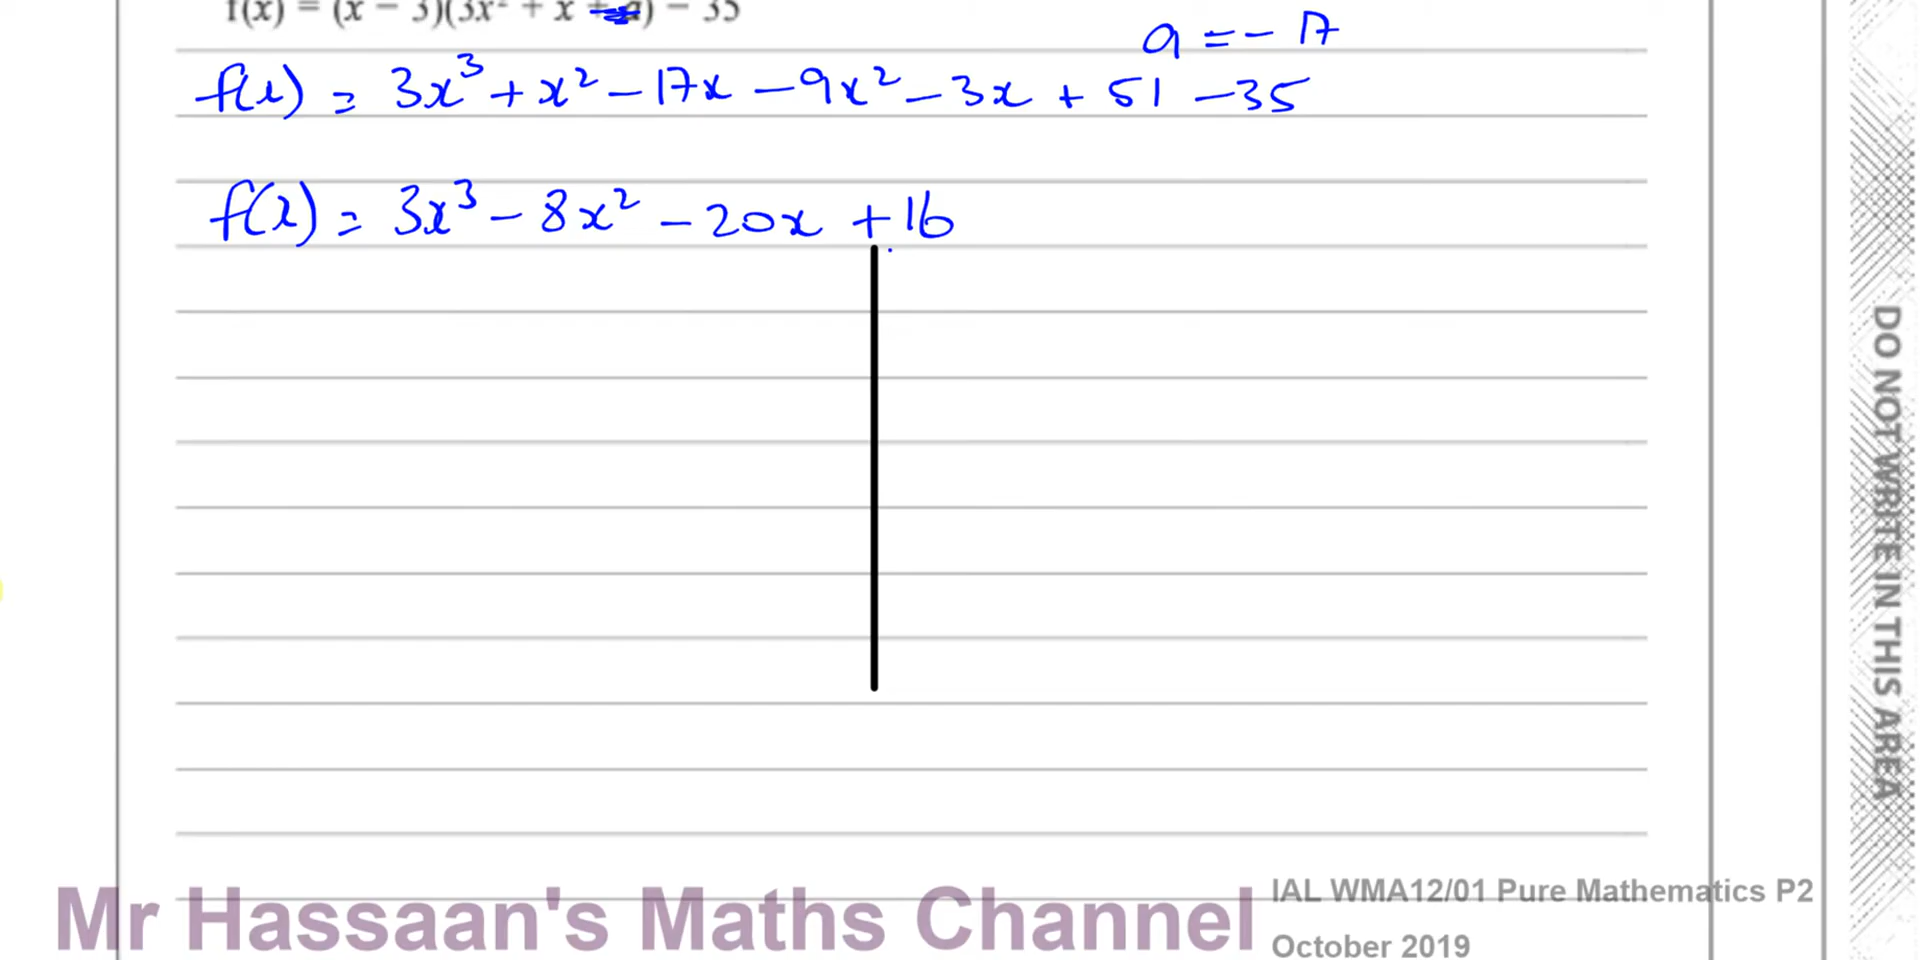 f(x) = (x − 3)(3x² + x + a) − 35
a = − 17
f(x) = 3x³ + x² − 17x − 9x² − 3x + 51 − 35
f(x) = 3x³ − 8x² − 20x + 16
DO NOT WRITE IN THIS AREA
Mr Hassaan's Maths Channel
IAL WMA12/01 Pure Mathematics P2
October 2019